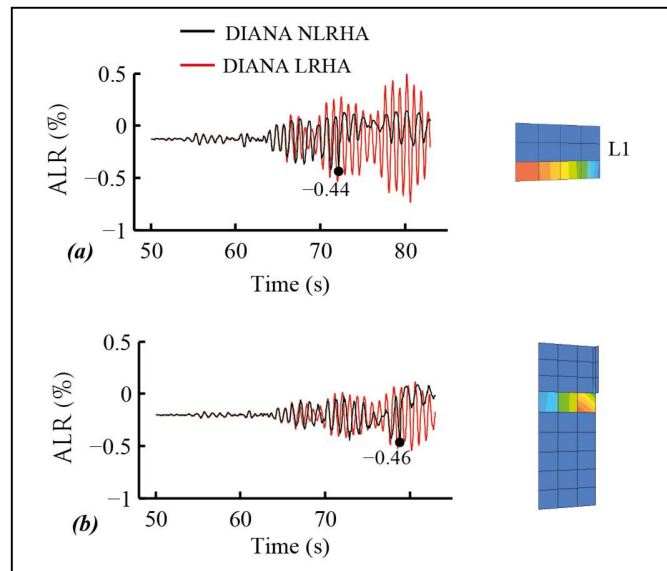 DIANA NLRHA
DIANA LRHA
0.5
0
−0.5
−1
ALR (%)
−0.44
50 60 70 80
Time (s)
(a)
L1
0.5
0
−0.5
−1
ALR (%)
−0.46
50 60 70
Time (s)
(b)